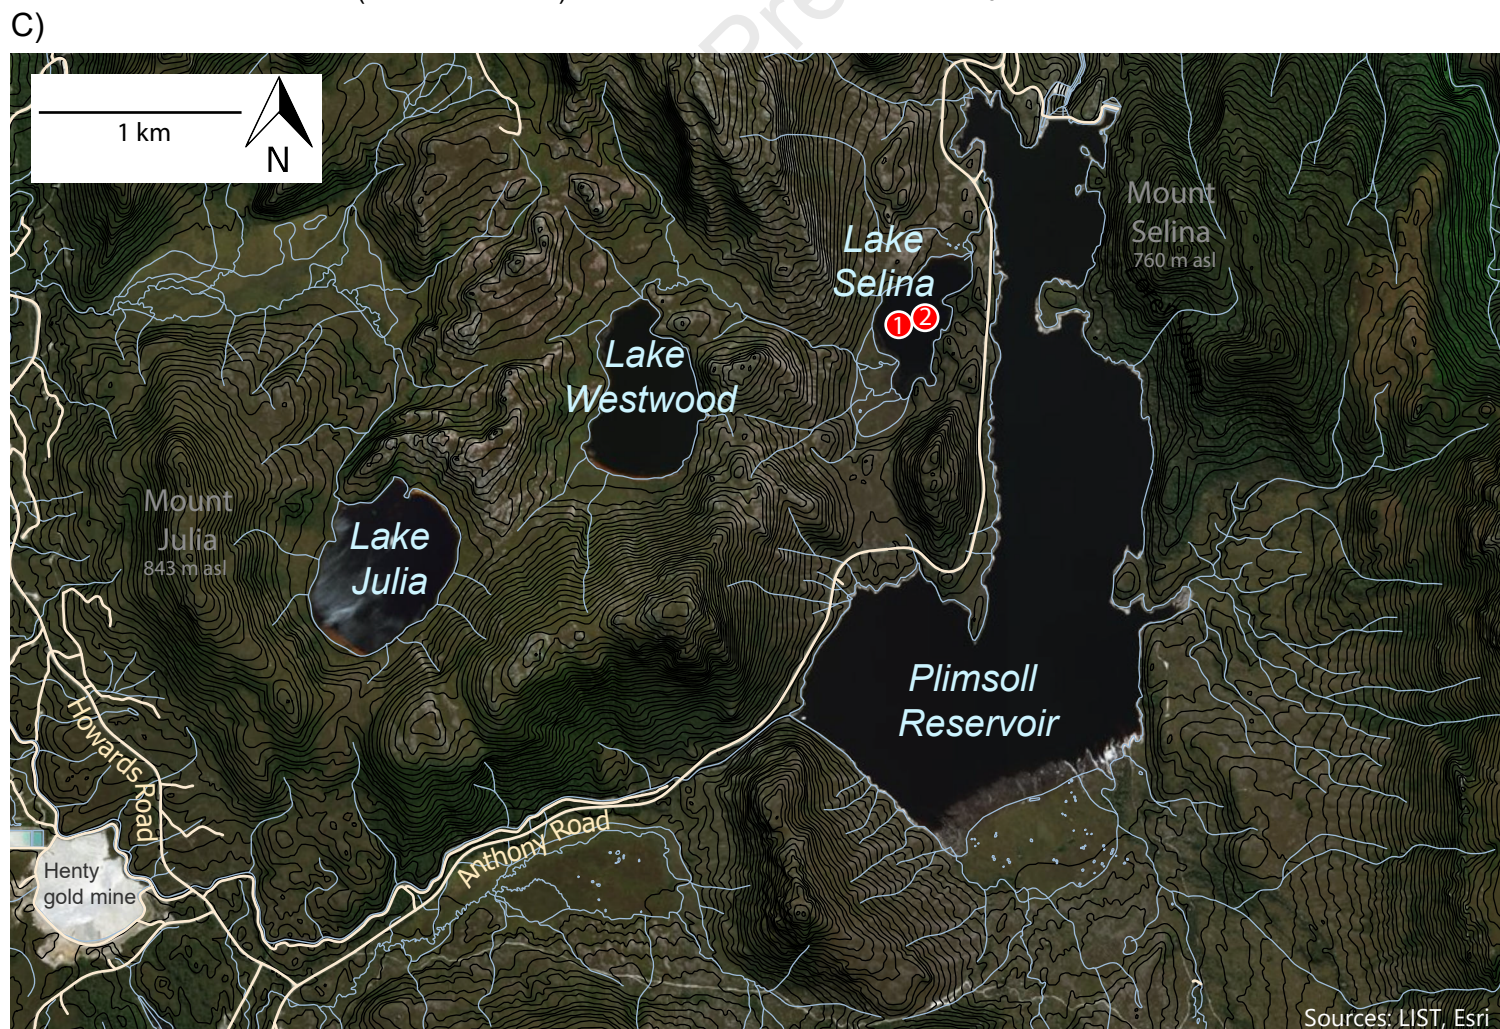 C)
1 km
N
Mount
Selina
760 m asl
Lake
Selina
1 2
Lake
Westwood
Mount
Julia
843 m asl
Lake
Julia
Plimsoll
Reservoir
Howards Road
Anthony Road
Henty
gold mine
Sources: LIST, Esri